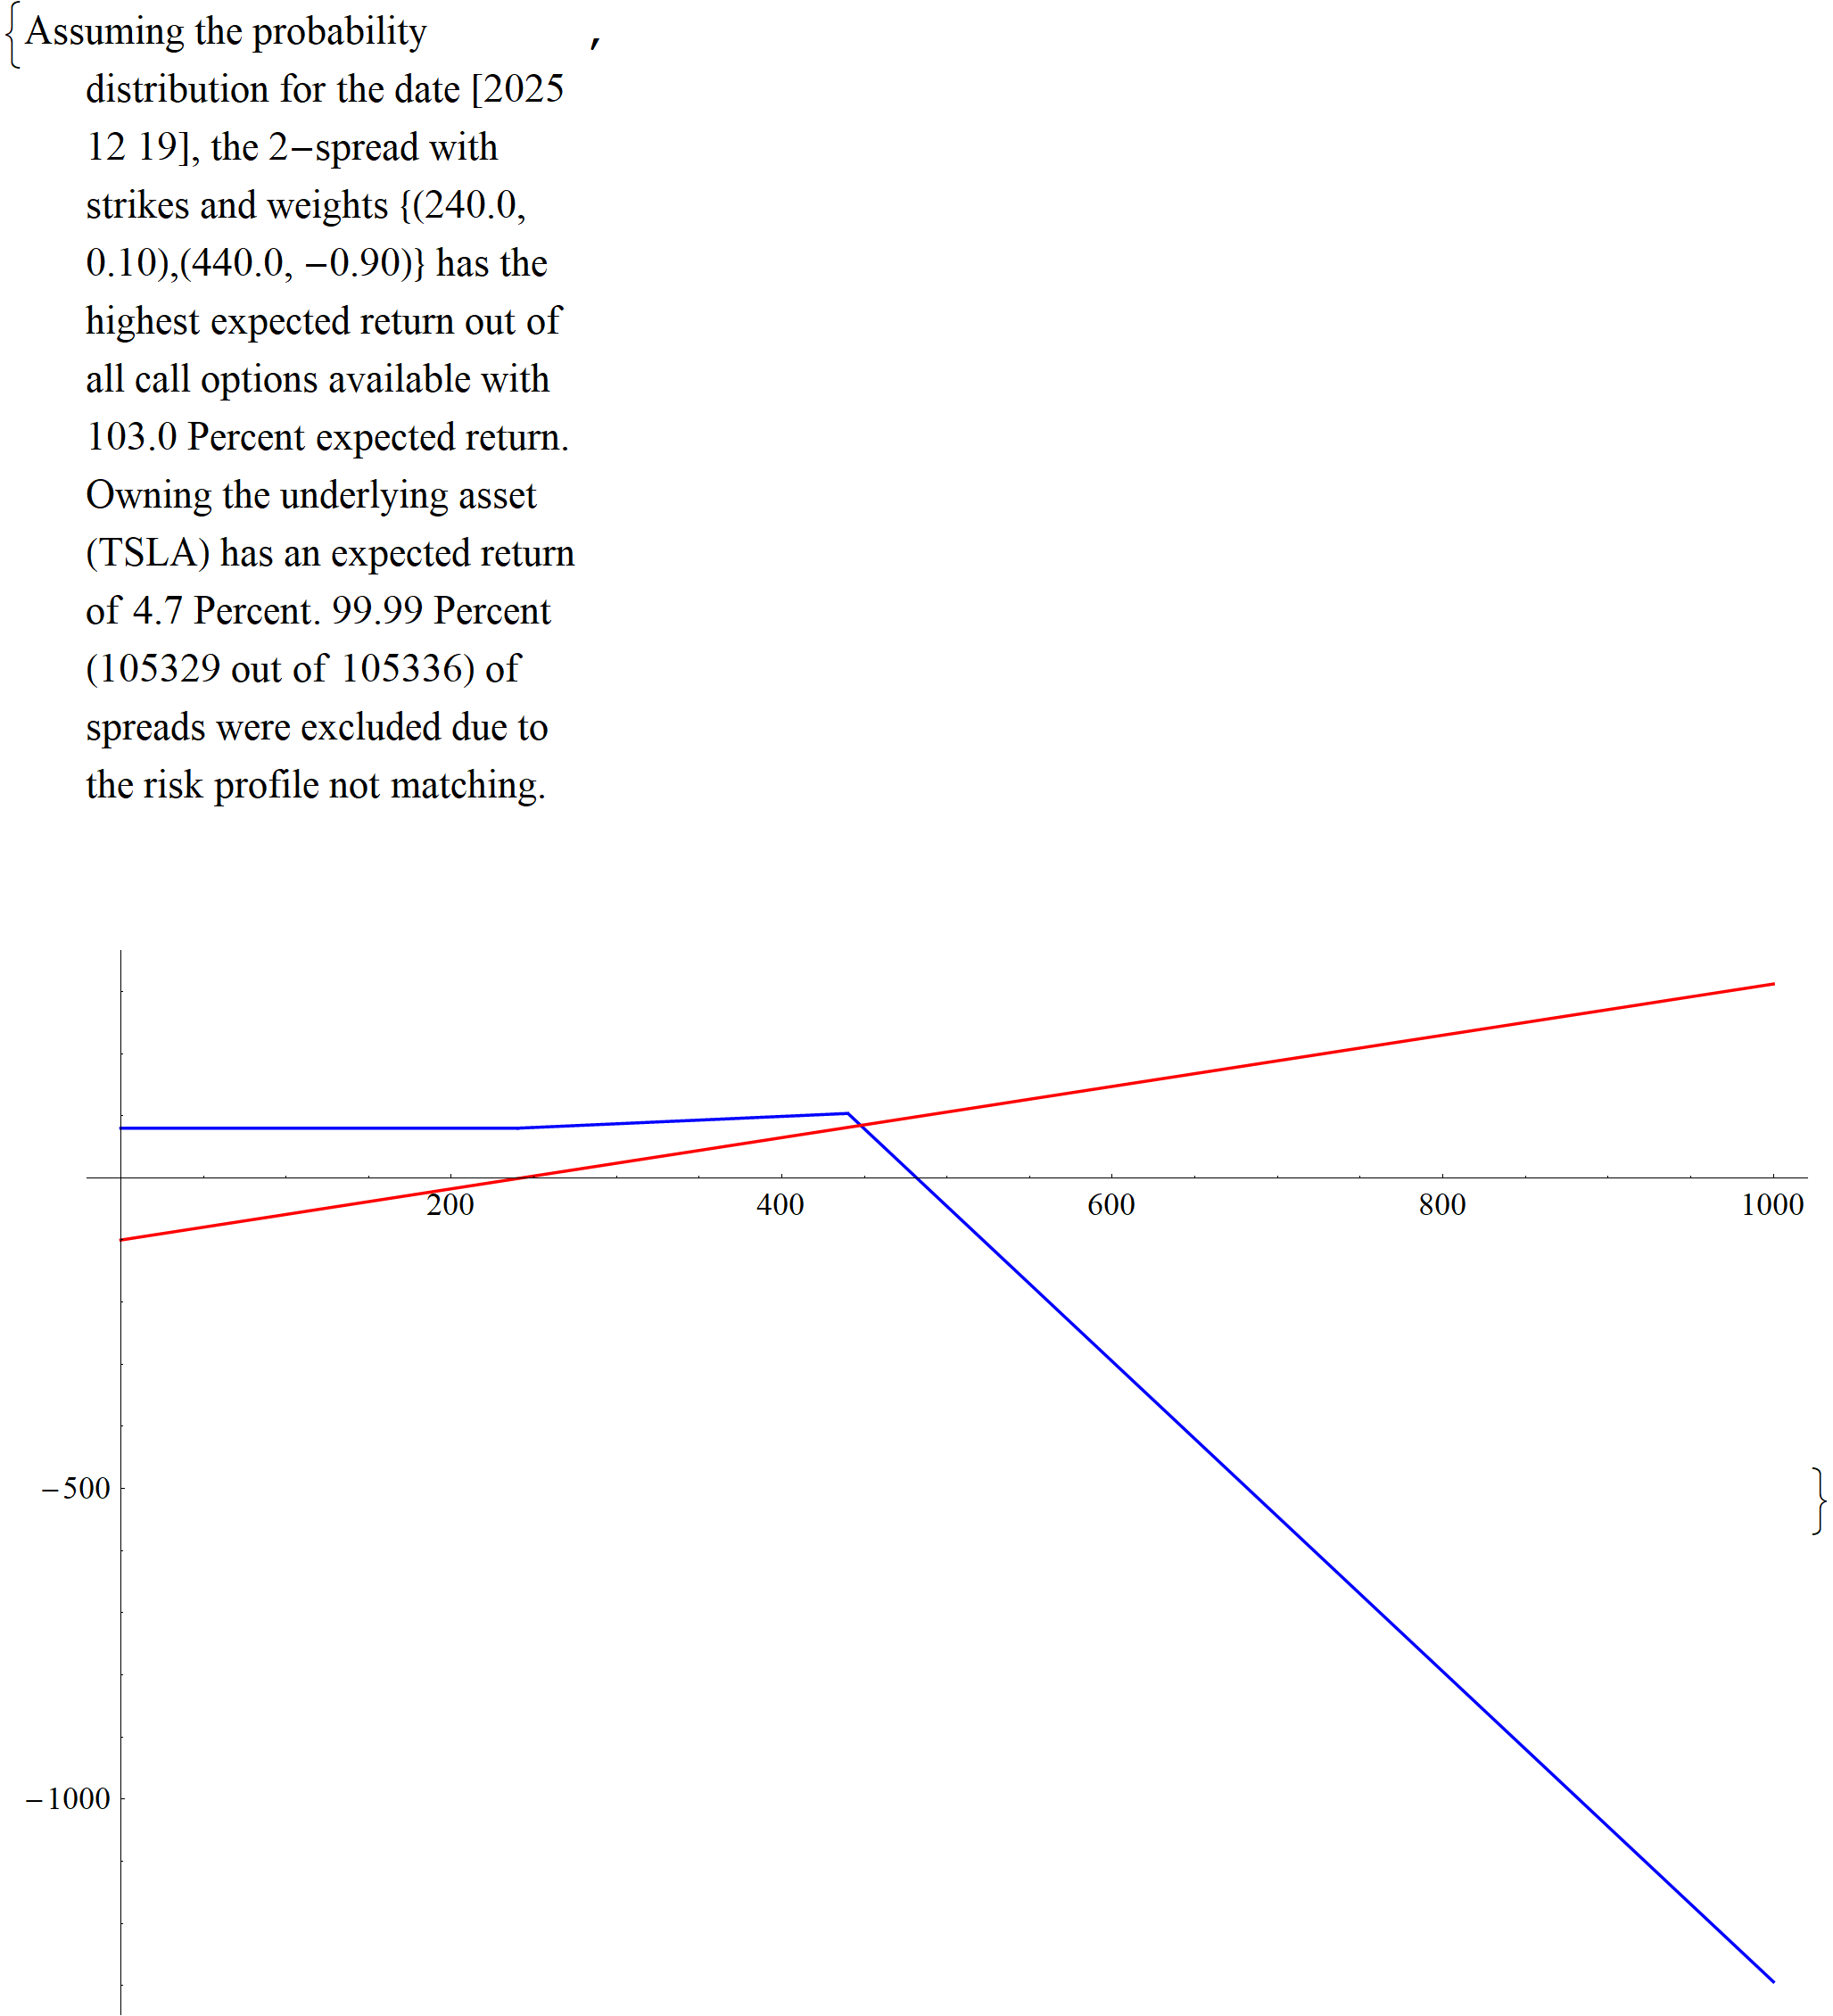 {Assuming the probability ,
distribution for the date [2025
12 19], the 2−spread with
strikes and weights {(240.0,
0.10),(440.0, −0.90)} has the
highest expected return out of
all call options available with
103.0 Percent expected return.
Owning the underlying asset
(TSLA) has an expected return
of 4.7 Percent. 99.99 Percent
(105329 out of 105336) of
spreads were excluded due to
the risk profile not matching.
200 400 600 800 1000
−500
}
−1000